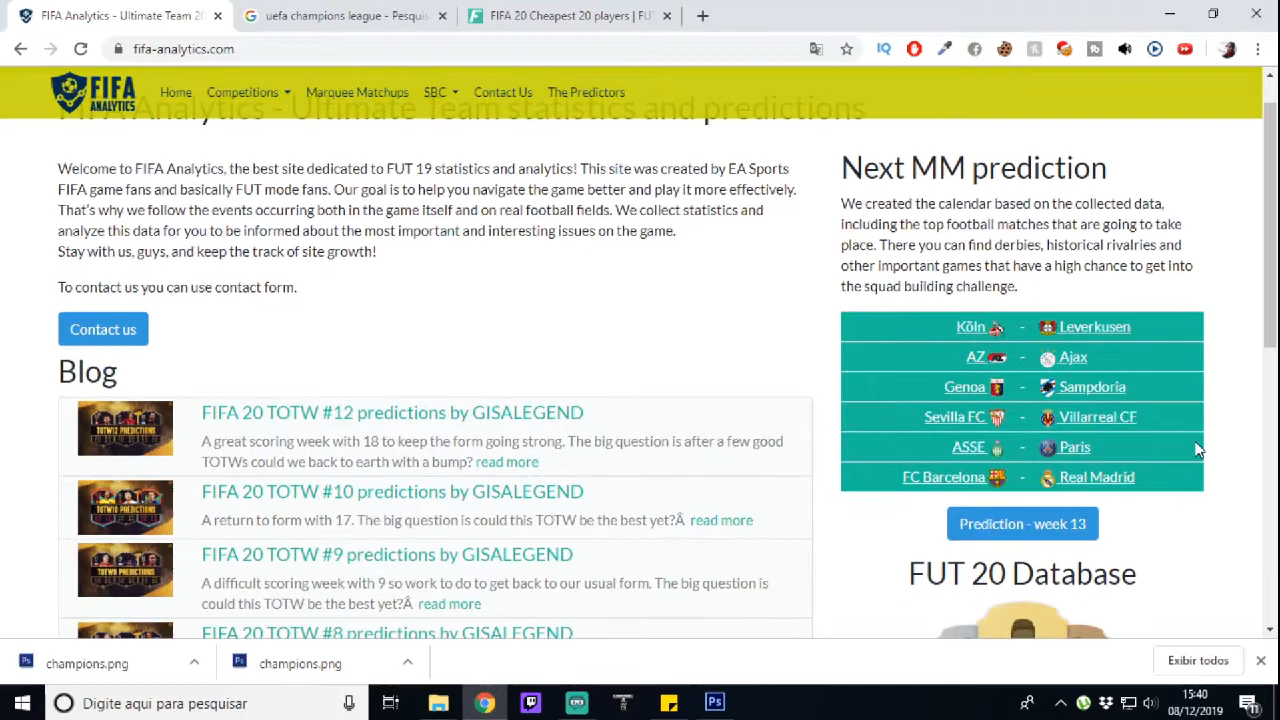 FIFA Analytics - Ultimate Team 20
uefa champions league - Pesquis
FIFA 20 Cheapest 20 players | FU
fifa-analytics.com
FIFA ANALYTICS
Home
Competitions
Marquee Matchups
SBC
Contact Us
The Predictors
FIFA Analytics - Ultimate Team statistics and predictions
Welcome to FIFA Analytics, the best site dedicated to FUT 19 statistics and analytics! This site was created by EA Sports
FIFA game fans and basically FUT mode fans. Our goal is to help you navigate the game better and play it more effectively.
That's why we follow the events occurring both in the game itself and on real football fields. We collect statistics and
analyze this data for you to be informed about the most important and interesting issues on the game.
Stay with us, guys, and keep the track of site growth!
To contact us you can use contact form.
Contact us
Blog
FIFA 20 TOTW #12 predictions by GISALEGEND
A great scoring week with 18 to keep the form going strong. The big question is after a few good
TOTWs could we back to earth with a bump? read more
FIFA 20 TOTW #10 predictions by GISALEGEND
A return to form with 17. The big question is could this TOTW be the best yet?Â read more
FIFA 20 TOTW #9 predictions by GISALEGEND
A difficult scoring week with 9 so work to do to get back to our usual form. The big question is
could this TOTW be the best yet?Â read more
FIFA 20 TOTW #8 predictions by GISALEGEND
Next MM prediction
We created the calendar based on the collected data,
including the top football matches that are going to take
place. There you can find derbies, historical rivalries and
other important games that have a high chance to get into
the squad building challenge.
Köln - Leverkusen
AZ - Ajax
Genoa - Sampdoria
Sevilla FC - Villarreal CF
ASSE - Paris
FC Barcelona - Real Madrid
Prediction - week 13
FUT 20 Database
champions.png
champions.png
Exibir todos
Digite aqui para pesquisar
15:40
08/12/2019